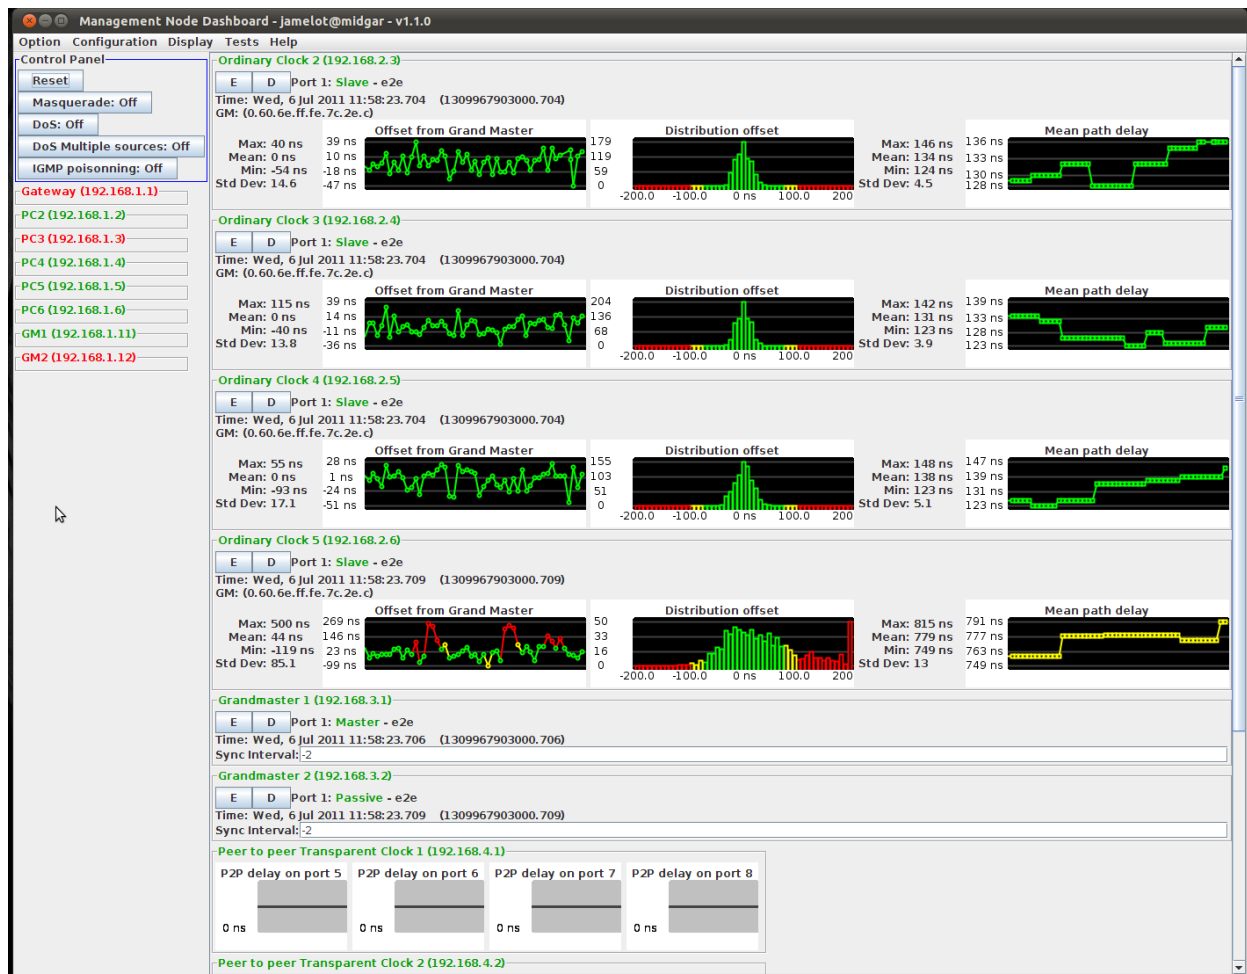 Management Node Dashboard - jamelot@midgar - v1.1.0
Option Configuration Display Tests Help
Control Panel
Reset
Masquerade: Off
DoS: Off
DoS Multiple sources: Off
IGMP poisonning: Off
Gateway (192.168.1.1)
PC2 (192.168.1.2)
PC3 (192.168.1.3)
PC4 (192.168.1.4)
PC5 (192.168.1.5)
PC6 (192.168.1.6)
GM1 (192.168.1.11)
GM2 (192.168.1.12)
Ordinary Clock 2 (192.168.2.3)
E D Port 1: Slave - e2e
Time: Wed, 6 Jul 2011 11:58:23.704 (1309967903000.704)
GM: (0.60.6e.ff.fe.7c.2e.c)
Offset from Grand Master
Max: 40 ns
Mean: 0 ns
Min: -54 ns
Std Dev: 14.6
39 ns
10 ns
-18 ns
-47 ns
Distribution offset
179
119
59
0
-200.0 -100.0 0 ns 100.0 200
Max: 146 ns
Mean: 134 ns
Min: 124 ns
Std Dev: 4.5
Mean path delay
136 ns
133 ns
130 ns
128 ns
Ordinary Clock 3 (192.168.2.4)
E D Port 1: Slave - e2e
Time: Wed, 6 Jul 2011 11:58:23.704 (1309967903000.704)
GM: (0.60.6e.ff.fe.7c.2e.c)
Offset from Grand Master
Max: 115 ns
Mean: 0 ns
Min: -40 ns
Std Dev: 13.8
39 ns
14 ns
-11 ns
-36 ns
Distribution offset
204
136
68
0
-200.0 -100.0 0 ns 100.0 200
Max: 142 ns
Mean: 131 ns
Min: 123 ns
Std Dev: 3.9
Mean path delay
139 ns
133 ns
128 ns
123 ns
Ordinary Clock 4 (192.168.2.5)
E D Port 1: Slave - e2e
Time: Wed, 6 Jul 2011 11:58:23.704 (1309967903000.704)
GM: (0.60.6e.ff.fe.7c.2e.c)
Offset from Grand Master
Max: 55 ns
Mean: 0 ns
Min: -93 ns
Std Dev: 17.1
28 ns
1 ns
-24 ns
-51 ns
Distribution offset
155
103
51
0
-200.0 -100.0 0 ns 100.0 200
Max: 148 ns
Mean: 138 ns
Min: 123 ns
Std Dev: 5.1
Mean path delay
147 ns
139 ns
131 ns
123 ns
Ordinary Clock 5 (192.168.2.6)
E D Port 1: Slave - e2e
Time: Wed, 6 Jul 2011 11:58:23.709 (1309967903000.709)
GM: (0.60.6e.ff.fe.7c.2e.c)
Offset from Grand Master
Max: 500 ns
Mean: 44 ns
Min: -119 ns
Std Dev: 85.1
269 ns
146 ns
23 ns
-99 ns
Distribution offset
50
33
16
0
-200.0 -100.0 0 ns 100.0 200
Max: 815 ns
Mean: 779 ns
Min: 749 ns
Std Dev: 13
Mean path delay
791 ns
777 ns
763 ns
749 ns
Grandmaster 1 (192.168.3.1)
E D Port 1: Master - e2e
Time: Wed, 6 Jul 2011 11:58:23.706 (1309967903000.706)
Sync Interval: -2
Grandmaster 2 (192.168.3.2)
E D Port 1: Passive - e2e
Time: Wed, 6 Jul 2011 11:58:23.709 (1309967903000.709)
Sync Interval: -2
Peer to peer Transparent Clock 1 (192.168.4.1)
P2P delay on port 5 P2P delay on port 6 P2P delay on port 7 P2P delay on port 8
0 ns 0 ns 0 ns 0 ns
Peer to peer Transparent Clock 2 (192.168.4.2)